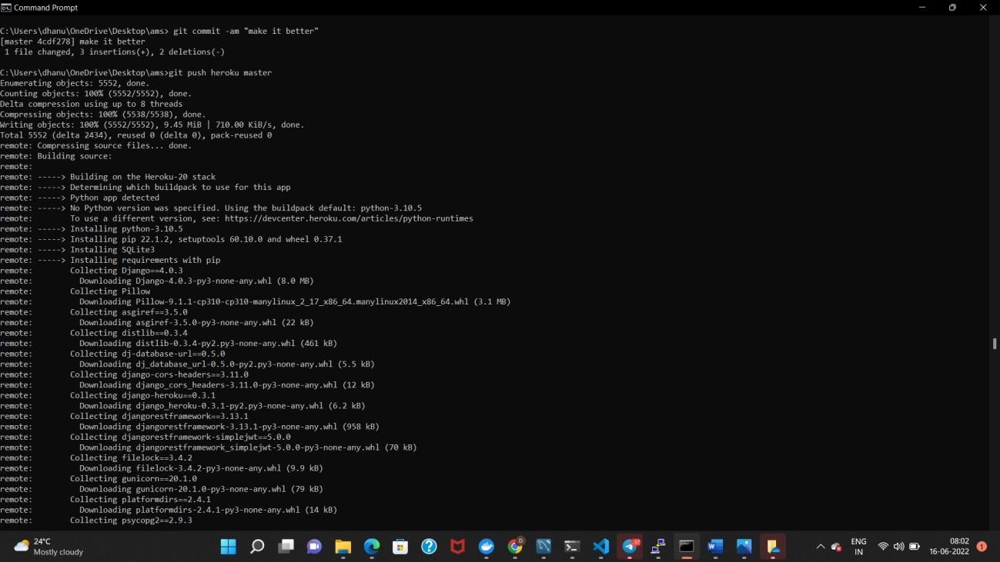 Command Prompt
C:\Users\dhanu\OneDrive\Desktop\ams> git commit -am "make it better"
[master 4cdf278] make it better
 1 file changed, 3 insertions(+), 2 deletions(-)
C:\Users\dhanu\OneDrive\Desktop\ams>git push heroku master
Enumerating objects: 5552, done.
Counting objects: 100% (5552/5552), done.
Delta compression using up to 8 threads
Compressing objects: 100% (5538/5538), done.
Writing objects: 100% (5552/5552), 9.45 MiB | 710.00 KiB/s, done.
Total 5552 (delta 2434), reused 0 (delta 0), pack-reused 0
remote: Compressing source files... done.
remote: Building source:
remote:
remote: -----> Building on the Heroku-20 stack
remote: -----> Determining which buildpack to use for this app
remote: -----> Python app detected
remote: -----> No Python version was specified. Using the buildpack default: python-3.10.5
remote:        To use a different version, see: https://devcenter.heroku.com/articles/python-runtimes
remote: -----> Installing python-3.10.5
remote: -----> Installing pip 22.1.2, setuptools 60.10.0 and wheel 0.37.1
remote: -----> Installing SQLite3
remote: -----> Installing requirements with pip
remote:        Collecting Django==4.0.3
remote:          Downloading Django-4.0.3-py3-none-any.whl (8.0 MB)
remote:        Collecting Pillow
remote:          Downloading Pillow-9.1.1-cp310-cp310-manylinux_2_17_x86_64.manylinux2014_x86_64.whl (3.1 MB)
remote:        Collecting asgiref==3.5.0
remote:          Downloading asgiref-3.5.0-py3-none-any.whl (22 kB)
remote:        Collecting distlib==0.3.4
remote:          Downloading distlib-0.3.4-py2.py3-none-any.whl (461 kB)
remote:        Collecting dj-database-url==0.5.0
remote:          Downloading dj_database_url-0.5.0-py2.py3-none-any.whl (5.5 kB)
remote:        Collecting django-cors-headers==3.11.0
remote:          Downloading django_cors_headers-3.11.0-py3-none-any.whl (12 kB)
remote:        Collecting django-heroku==0.3.1
remote:          Downloading django_heroku-0.3.1-py2.py3-none-any.whl (6.2 kB)
remote:        Collecting djangorestframework==3.13.1
remote:          Downloading djangorestframework-3.13.1-py3-none-any.whl (958 kB)
remote:        Collecting djangorestframework-simplejwt==5.0.0
remote:          Downloading djangorestframework_simplejwt-5.0.0-py3-none-any.whl (70 kB)
remote:        Collecting filelock==3.4.2
remote:          Downloading filelock-3.4.2-py3-none-any.whl (9.9 kB)
remote:        Collecting gunicorn==20.1.0
remote:          Downloading gunicorn-20.1.0-py3-none-any.whl (79 kB)
remote:        Collecting platformdirs==2.4.1
remote:          Downloading platformdirs-2.4.1-py3-none-any.whl (14 kB)
remote:        Collecting psycopg2==2.9.3
24°C
Mostly cloudy
D
97
ENG
IN
08:02
16-06-2022
1